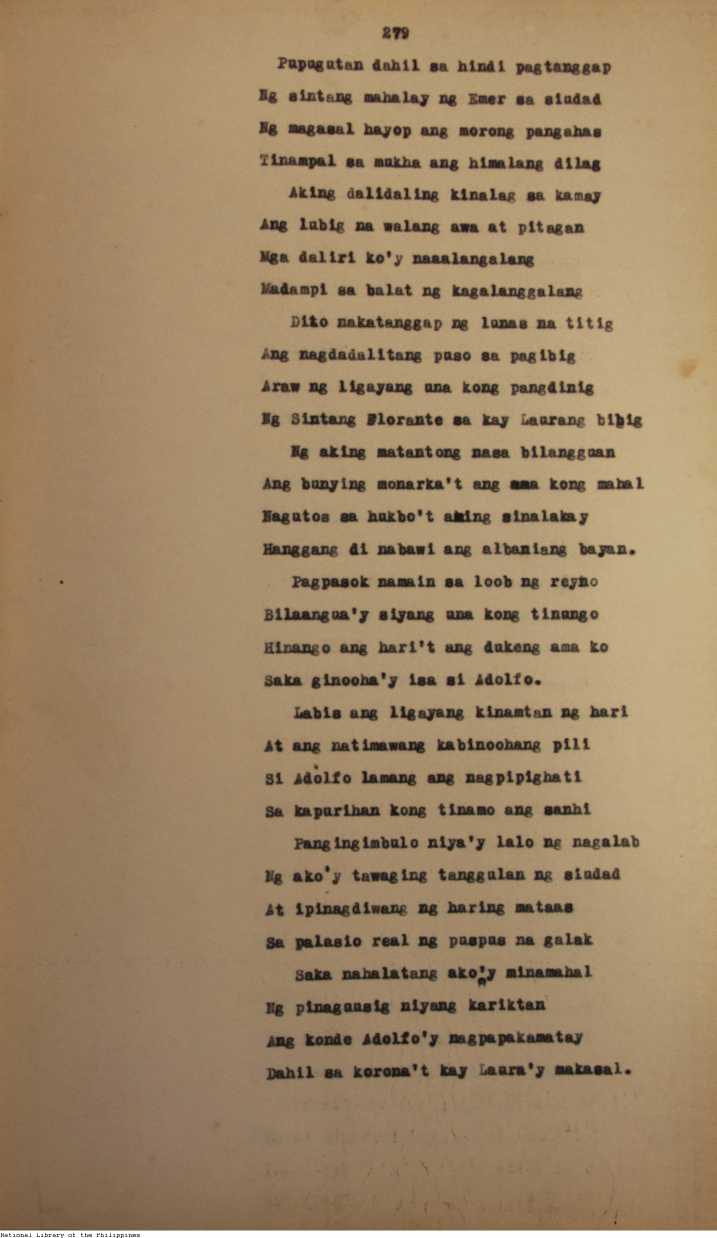 279
Pupugutan dahil sa hindi pagtanggap
Ng sintang mahalay ng Emer sa siudad
Ng magasal hayop ang morong pangahas
Tinampal sa mukha ang himalang dilag
Aking dalidaling kinalag sa kamay
Ang lubig na walang awa at pitagan
Mga daliri ko'y naaalangalang
Madampi sa balat ng kagalanggalang
Dito nakatanggap ng lunas na titig
Ang nagdadalitang puso sa pagibig
Araw ng ligayang una kong pangdinig
Ng Sintang Florante sa kay Laurang bibig
Ng aking matantong nasa bilangguan
Ang bunying monarka't ang ama kong mahal
Nagutos sa hukbo't aming sinalakay
Hanggang di nabawi ang albaniang bayan.
Pagpasok namain sa loob ng reyno
Bilaangua'y siyang una kong tinungo
Hinango ang hari't ang dukeng ama ko
Saka ginooha'y isa si Adolfo.
Labis ang ligayang kinamtan ng hari
At ang natimawang kabinoohang pili
Si Adolfo lamang ang nagpipighati
Sa kapurihan kong tinamo ang sanhi
Pangingimbulo niya'y lalo ng nagalab
Ng ako'y tawaging tanggulan ng siudad
At ipinagdiwang ng haring mataas
Sa palasio real ng puspus na galak
Saka nahalatang ako'y minamahal
Ng pinaguusig niyang kariktan
Ang konde Adolfo'y nagpapakamatay
Dahil sa korona't kay Laura'y makasal.
National Library of the Philippines